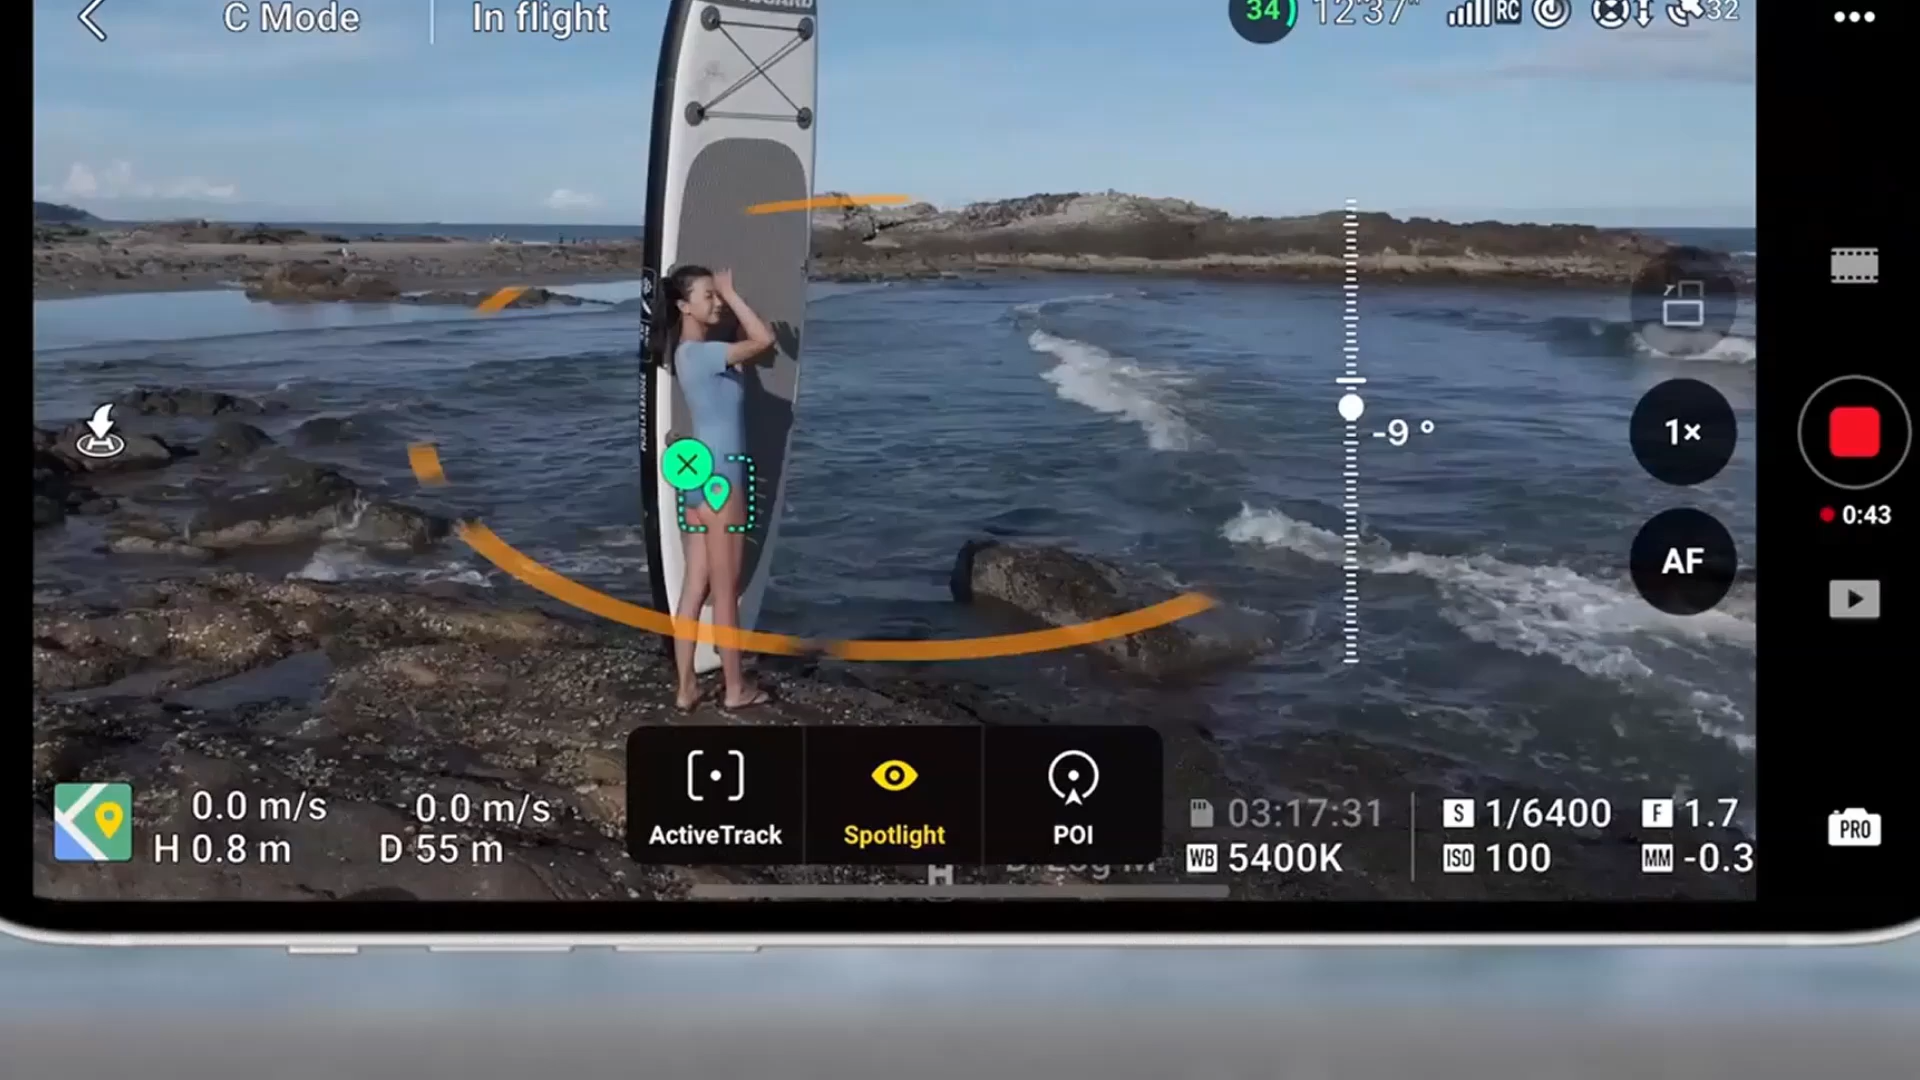 C Mode
In flight
34
12'37"
RC
32
-9 °
1×
AF
0:43
ActiveTrack
Spotlight
POI
0.0 m/s
0.0 m/s
H 0.8 m
D 55 m
03:17:31
S 1/6400
F 1.7
WB 5400K
ISO 100
MM -0.3
PRO
H